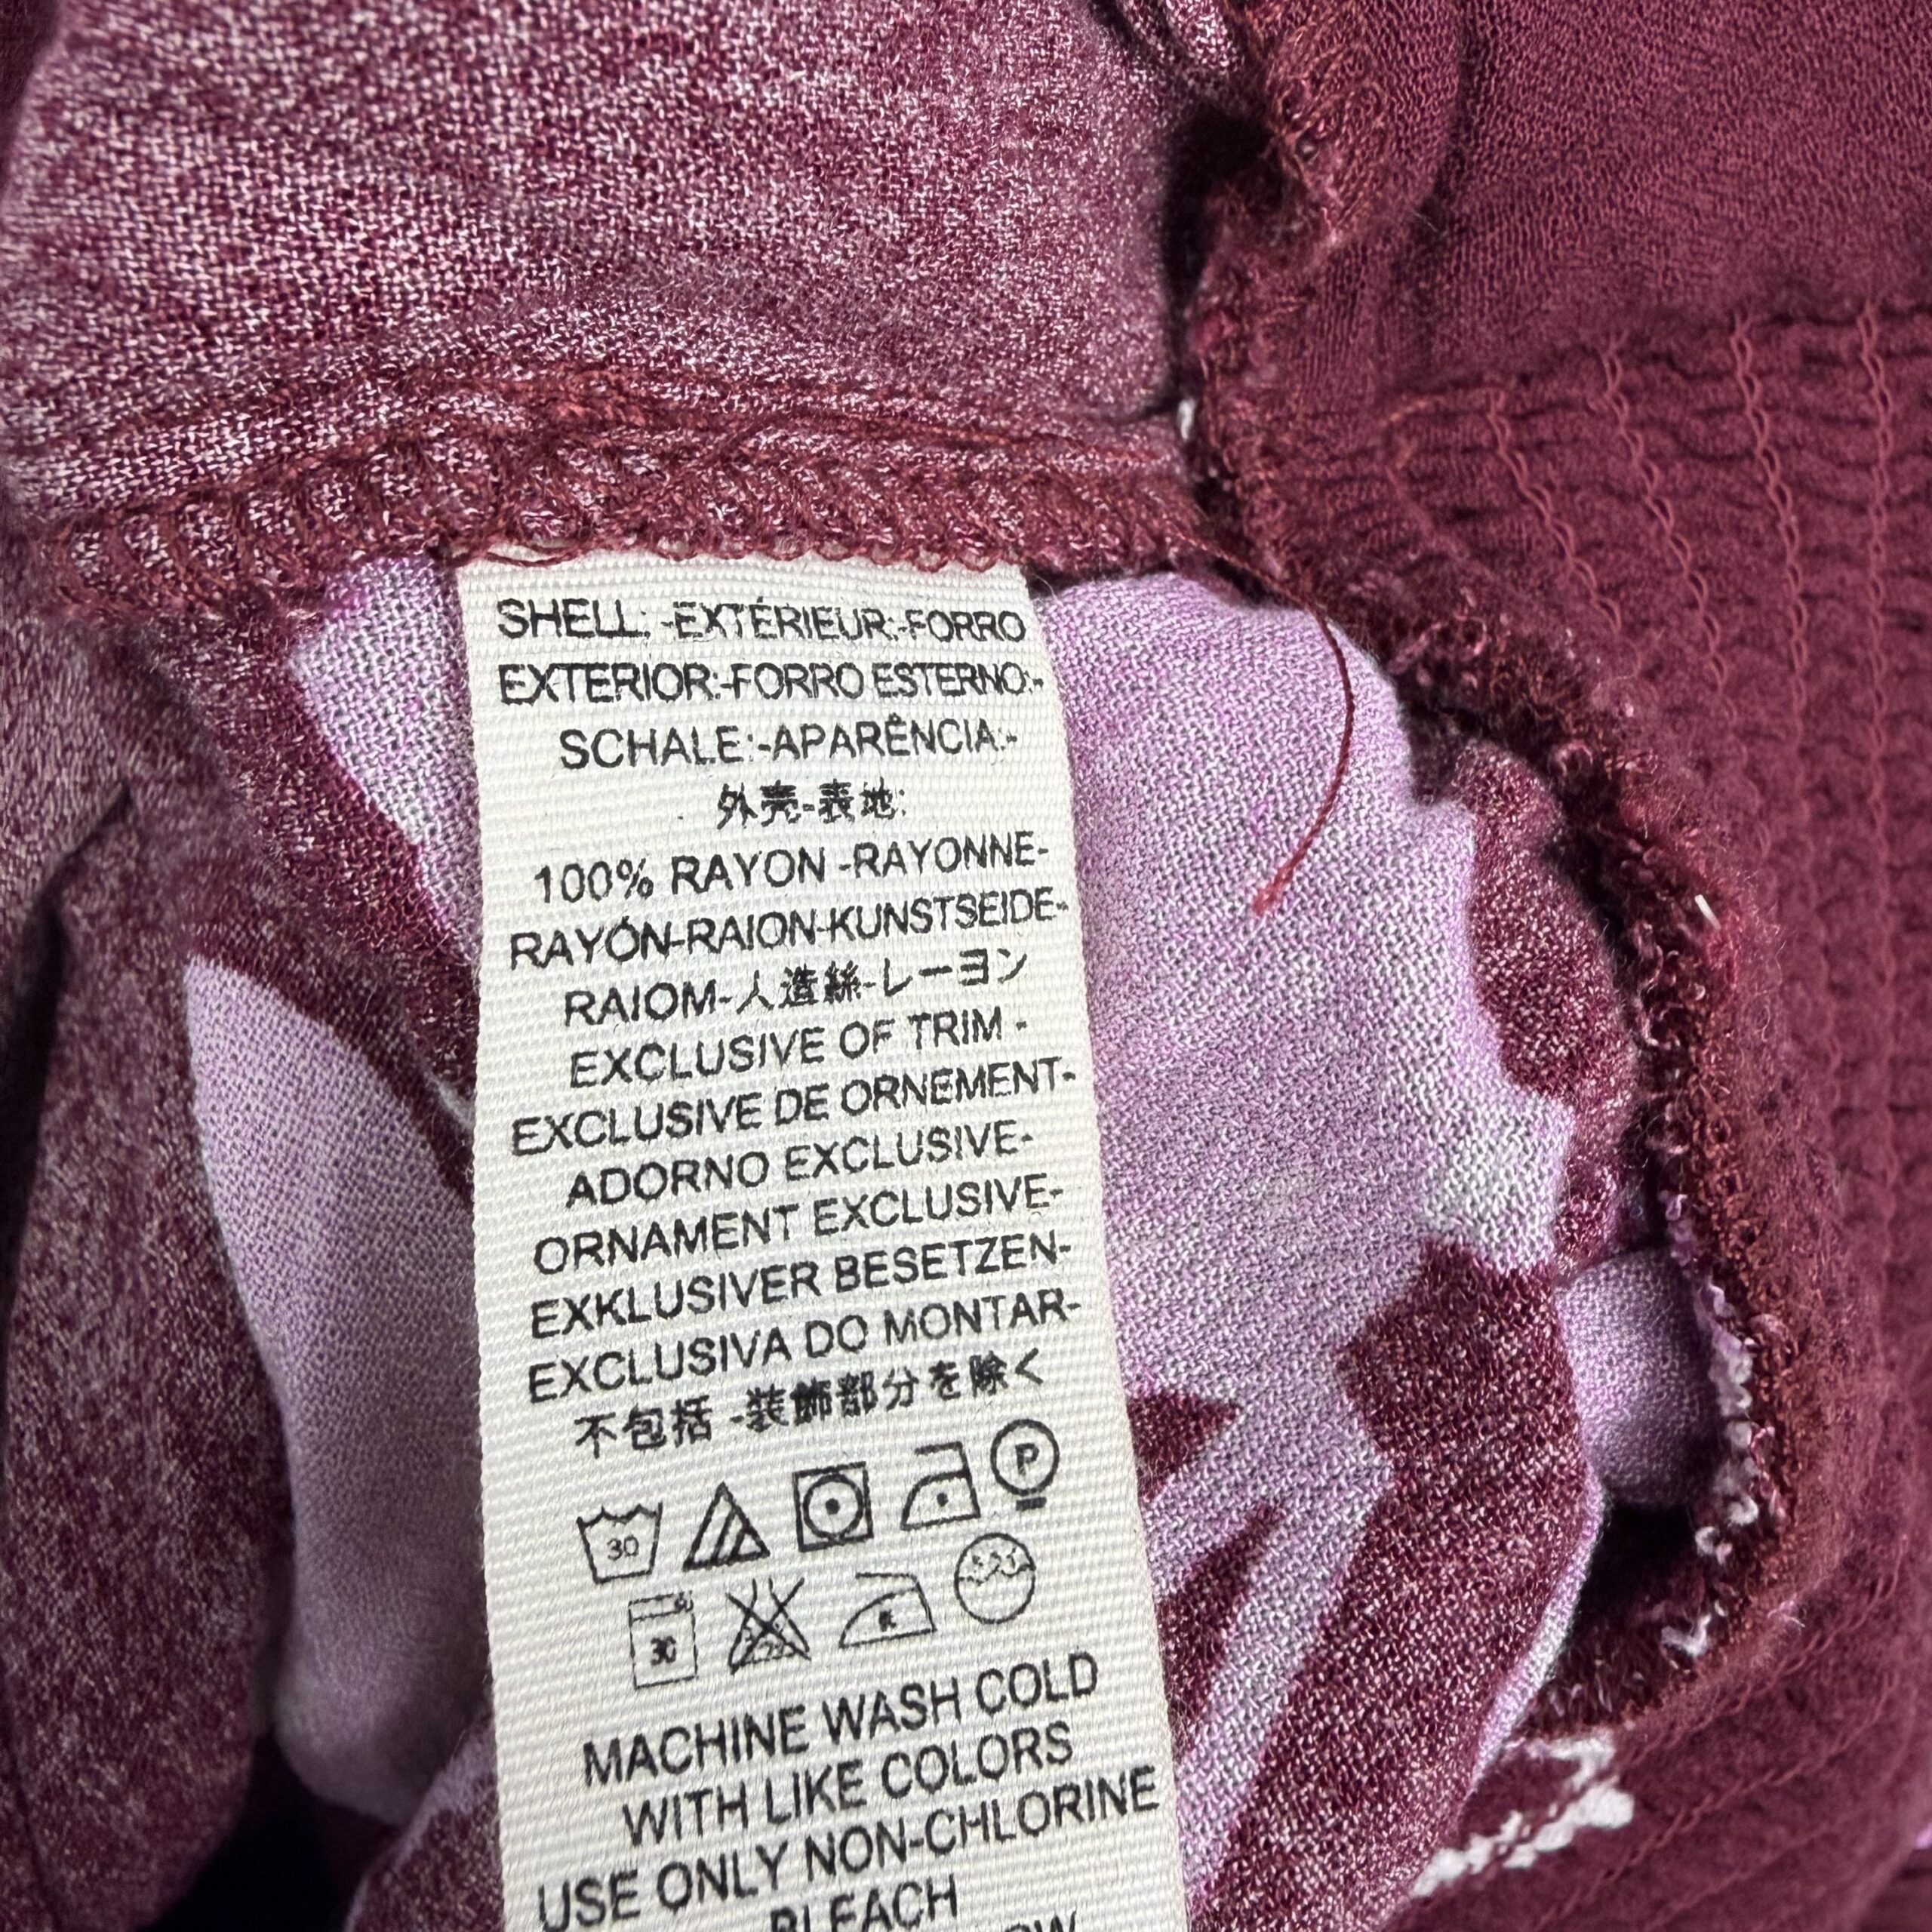 SHELL: -EXTÉRIEUR:-FORRO
EXTERIOR:-FORRO ESTERNO:-
SCHALE:-APARÊNCIA:-
外壳-表地:
100% RAYON -RAYONNE-
RAYÓN-RAION-KUNSTSEIDE-
RAIOM-人造絲-レーヨン
EXCLUSIVE OF TRIM -
EXCLUSIVE DE ORNEMENT-
ADORNO EXCLUSIVE-
ORNAMENT EXCLUSIVE-
EXKLUSIVER BESETZEN-
EXCLUSIVA DO MONTAR-
不包括 -装飾部分を除く
30
P
30
MACHINE WASH COLD
WITH LIKE COLORS
USE ONLY NON-CHLORINE
BLEACH